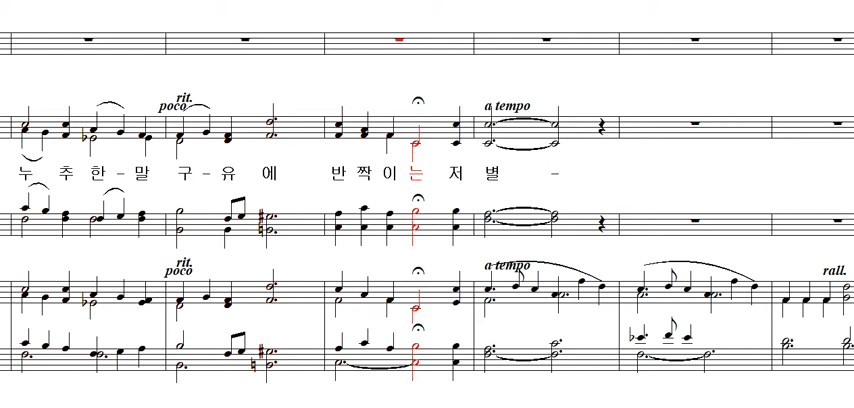 rit.
poco
a tempo
누 추 한 - 말 구 - 유 에 반 짝 이 는 저 별 -
rit.
poco
a tempo
rall.